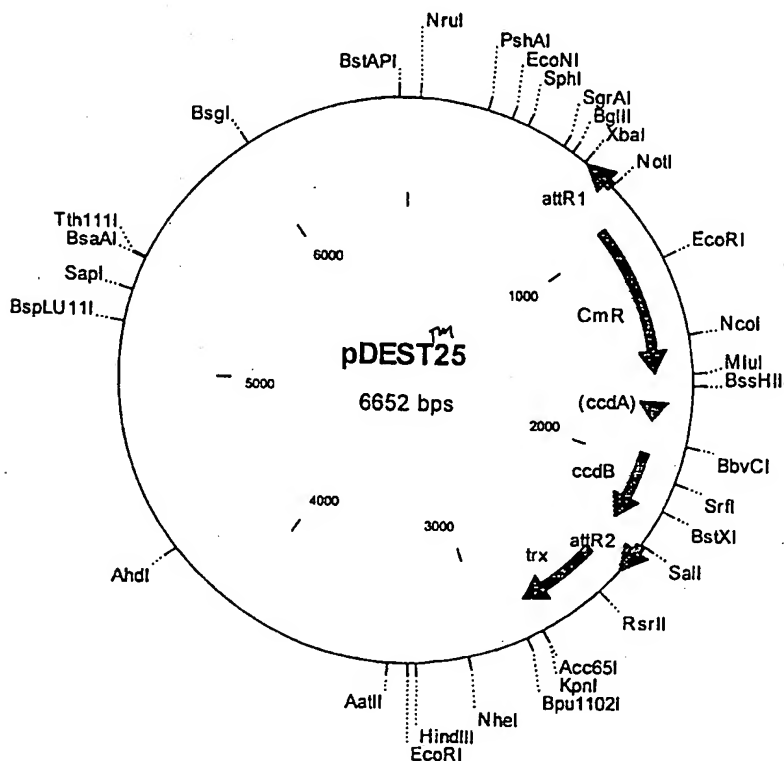 NruI
BstAPI
PshAI
EcoNI
SphI
SgrAI
BglII
XbaI
NotI
BsgI
attR1
Tth111I
BsaAI
SapI
BspLU11I
6000
1000
EcoRI
CmR
NcoI
MluI
BssHII
pDEST™25
6652 bps
5000
(ccdA)
2000
BbvCI
ccdB
SrfI
BstXI
4000
3000
trx
attR2
SalI
AhdI
RsrII
Acc65I
KpnI
Bpu1102I
AatII
NheI
HindIII
EcoRI